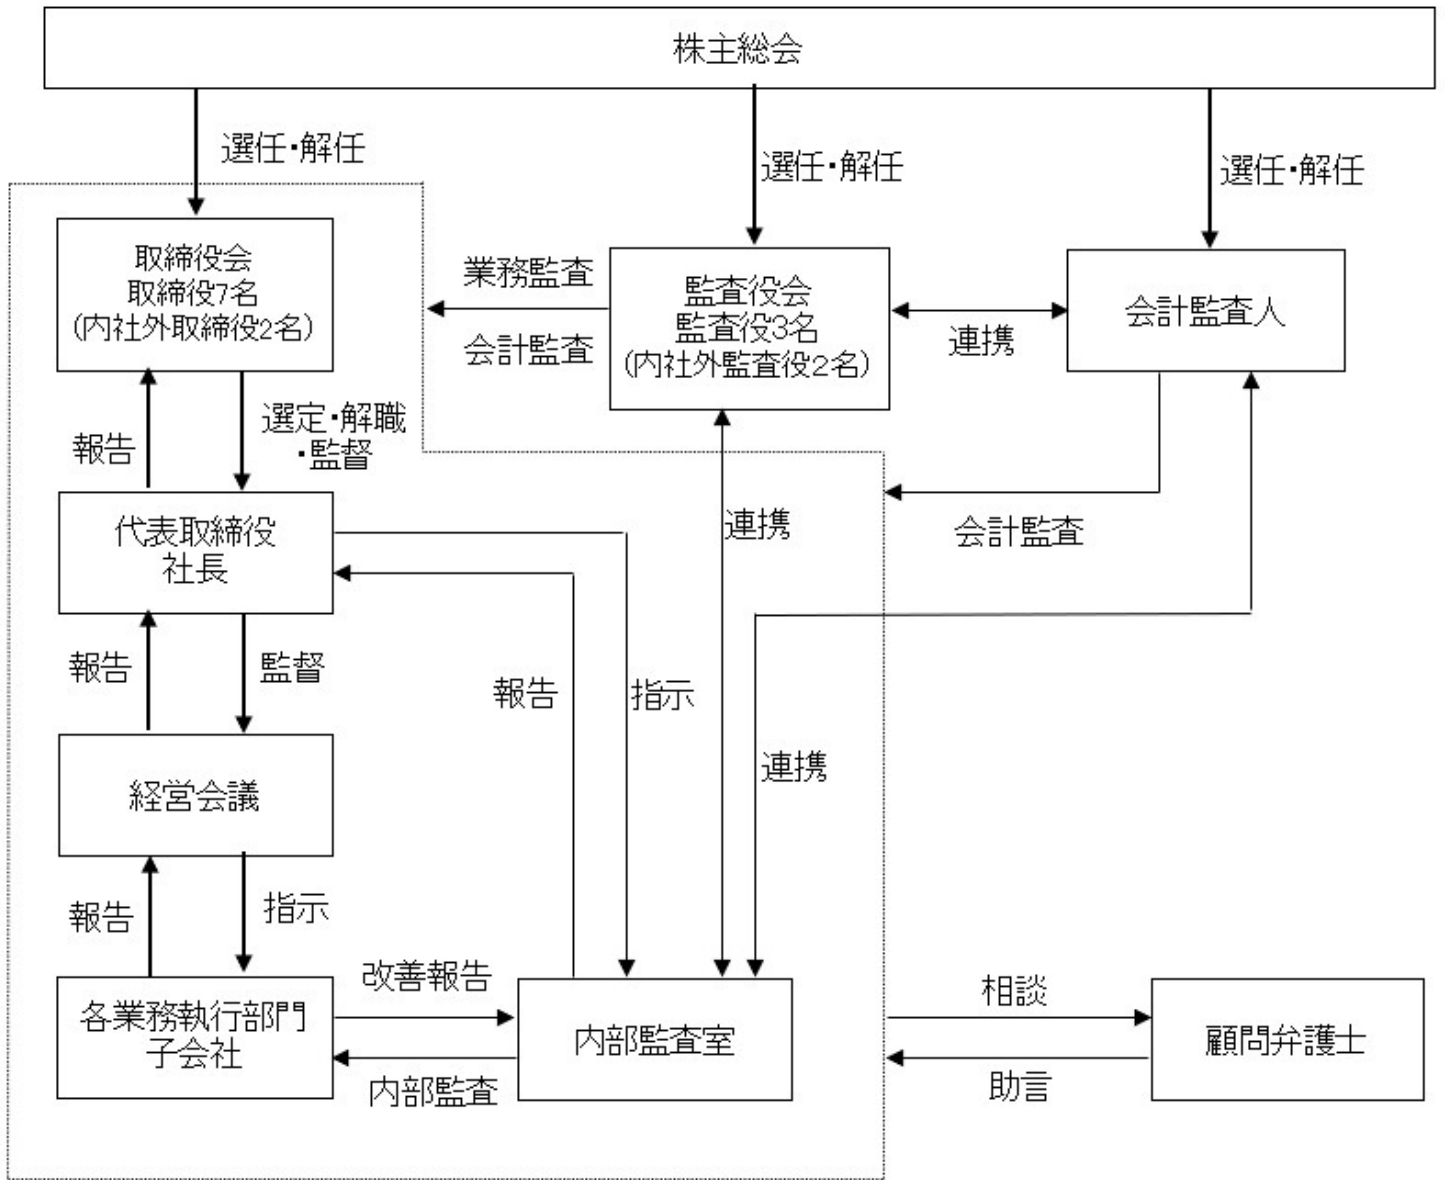 株主総会
選任・解任
選任・解任
選任・解任
取締役会
取締役7名
(内社外取締役2名)
業務監査
会計監査
監査役会
監査役3名
(内社外監査役2名)
連携
会計監査人
報告
選定・解職
・監督
代表取締役
社長
連携
会計監査
報告
監督
報告
指示
連携
経営会議
報告
指示
各業務執行部門
子会社
改善報告
内部監査
内部監査室
相談
助言
顧問弁護士